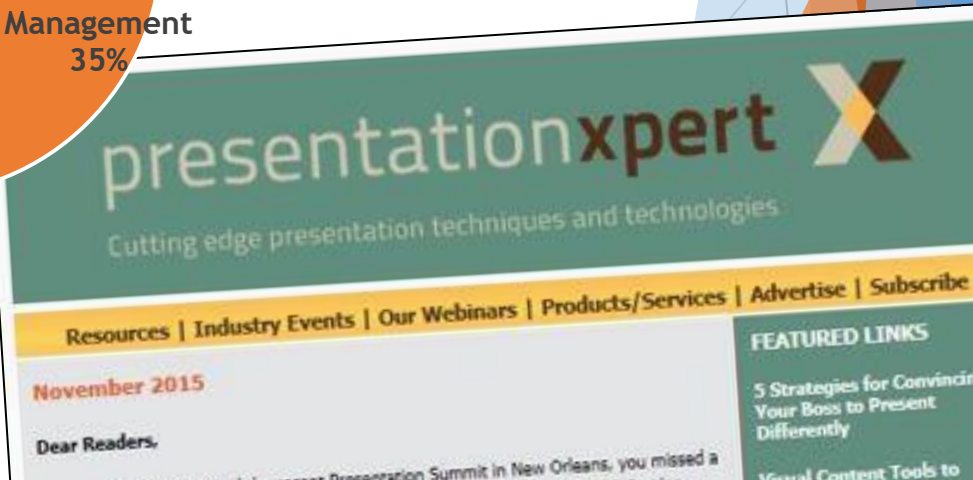 Management
35%
presentationxpert X
Cutting edge presentation techniques and technologies
Resources | Industry Events | Our Webinars | Products/Services | Advertise | Subscribe
November 2015
Dear Readers,
Presentation Summit in New Orleans, you missed a
FEATURED LINKS
5 Strategies for Convincin
Your Boss to Present
Differently
Visual Content Tools to